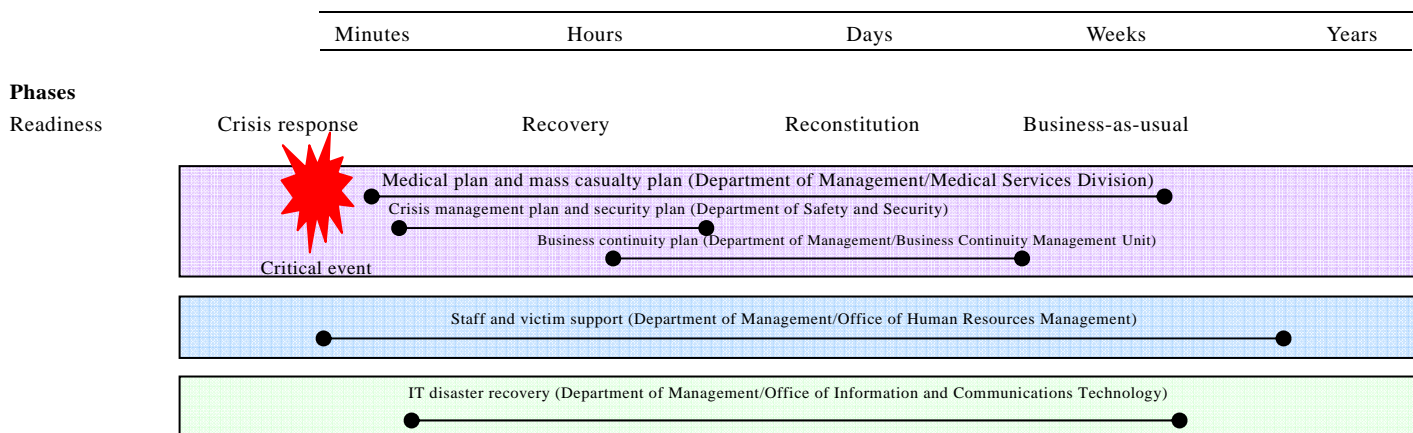 Minutes Hours Days Weeks Years
Phases
Readiness Crisis response Recovery Reconstitution Business-as-usual
Medical plan and mass casualty plan (Department of Management/Medical Services Division)
Crisis management plan and security plan (Department of Safety and Security)
Business continuity plan (Department of Management/Business Continuity Management Unit)
Critical event
Staff and victim support (Department of Management/Office of Human Resources Management)
IT disaster recovery (Department of Management/Office of Information and Communications Technology)